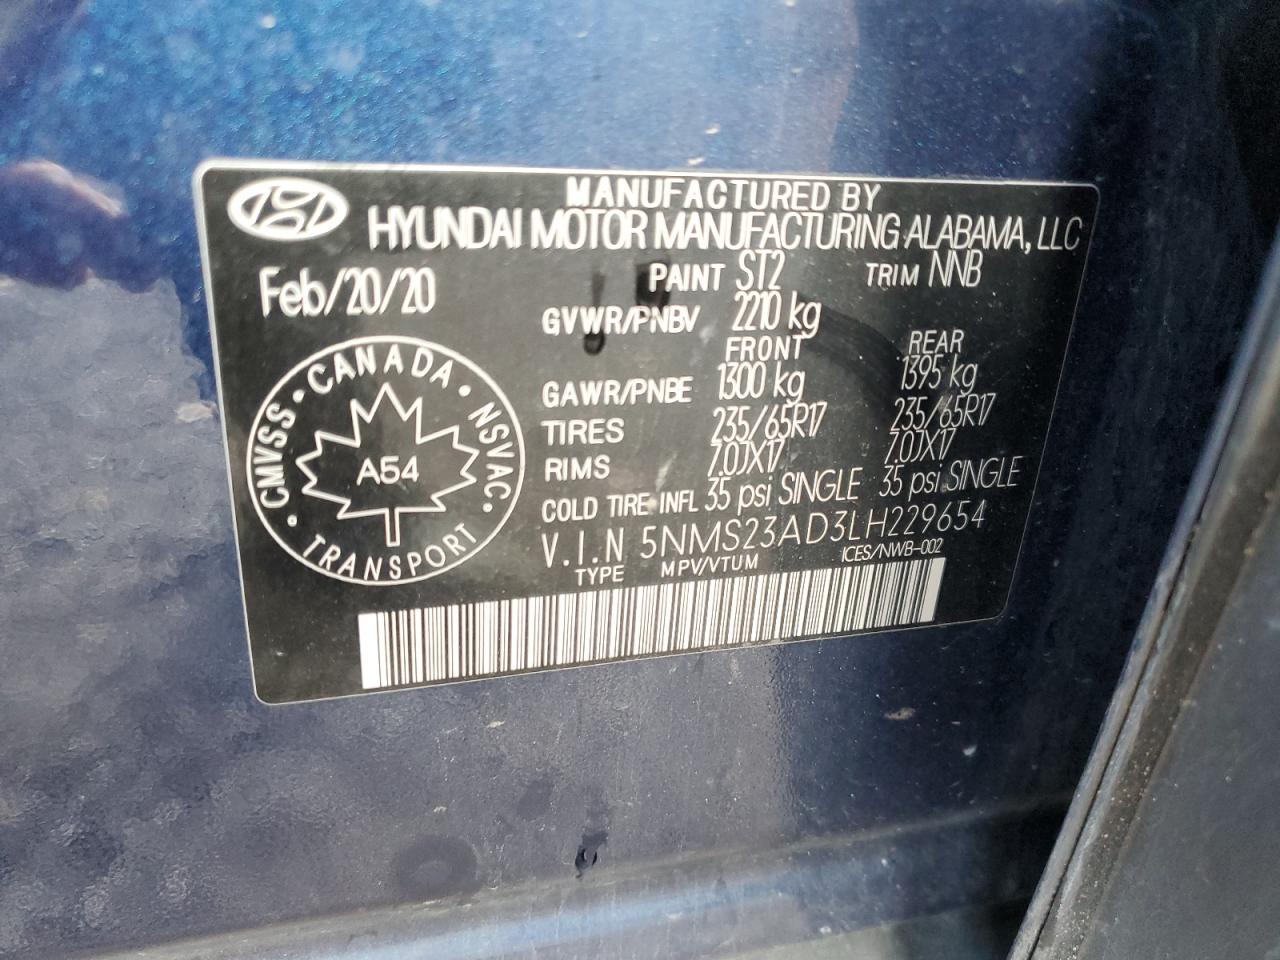 MANUFACTURED BY
HYUNDAI MOTOR MANUFACTURING ALABAMA, LLC
Feb/20/20
PAINT ST2 TRIM NNB
GVWR/PNBV 2210 kg
FRONT REAR
GAWR/PNBE 1300 kg 1395 kg
TIRES 235/65R17 235/65R17
RIMS 7.0JX17 7.0JX17
COLD TIRE INFL 35 psi SINGLE 35 psi SINGLE
V.I.N 5NMS23AD3LH229654
TYPE MPV/VTUM ICES/NWB-002
• CMVSS • CANADA • NSVAC •
TRANSPORT
A54